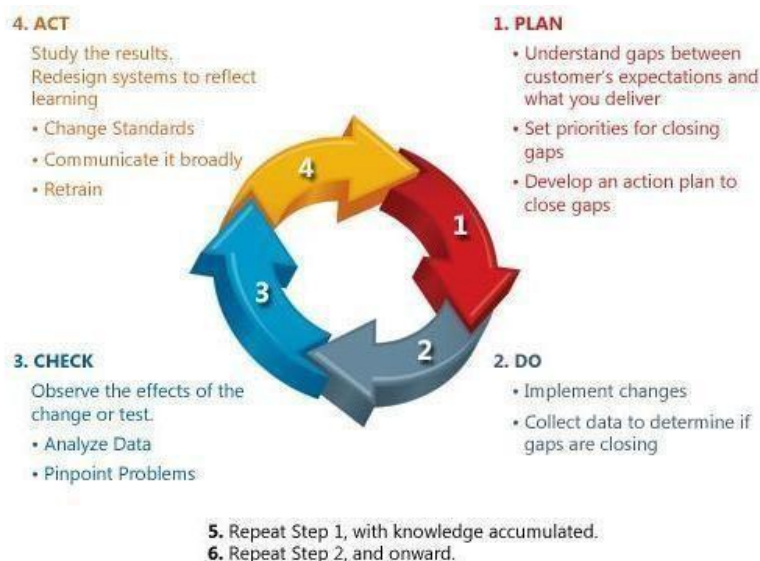 4. ACT
Study the results.
Redesign systems to reflect
learning
• Change Standards
• Communicate it broadly
• Retrain
1. PLAN
• Understand gaps between
customer's expectations and
what you deliver
• Set priorities for closing
gaps
• Develop an action plan to
close gaps
4
1
3
2
3. CHECK
Observe the effects of the
change or test.
• Analyze Data
• Pinpoint Problems
2. DO
• Implement changes
• Collect data to determine if
gaps are closing
5. Repeat Step 1, with knowledge accumulated.
6. Repeat Step 2, and onward.